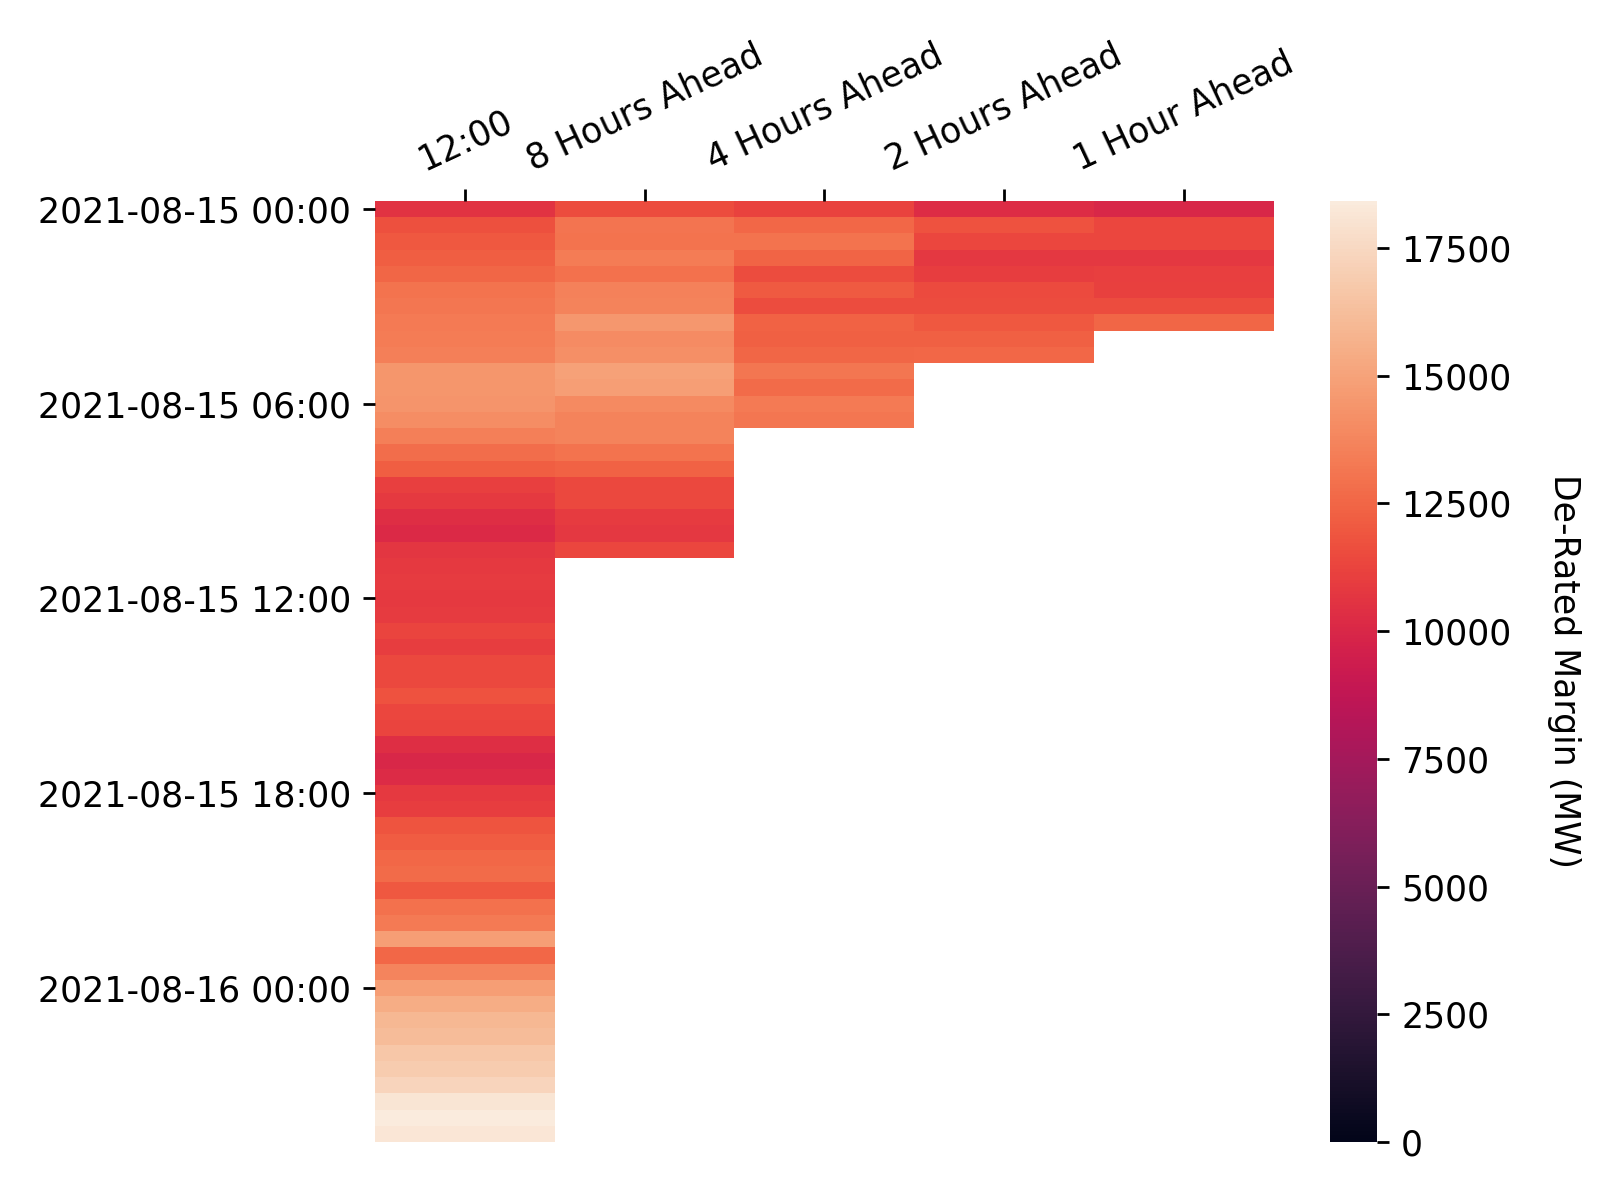 12:00
8 Hours Ahead
4 Hours Ahead
2 Hours Ahead
1 Hour Ahead
2021-08-15 00:00
2021-08-15 06:00
2021-08-15 12:00
2021-08-15 18:00
2021-08-16 00:00
17500
15000
12500
10000
7500
5000
2500
0
De-Rated Margin (MW)